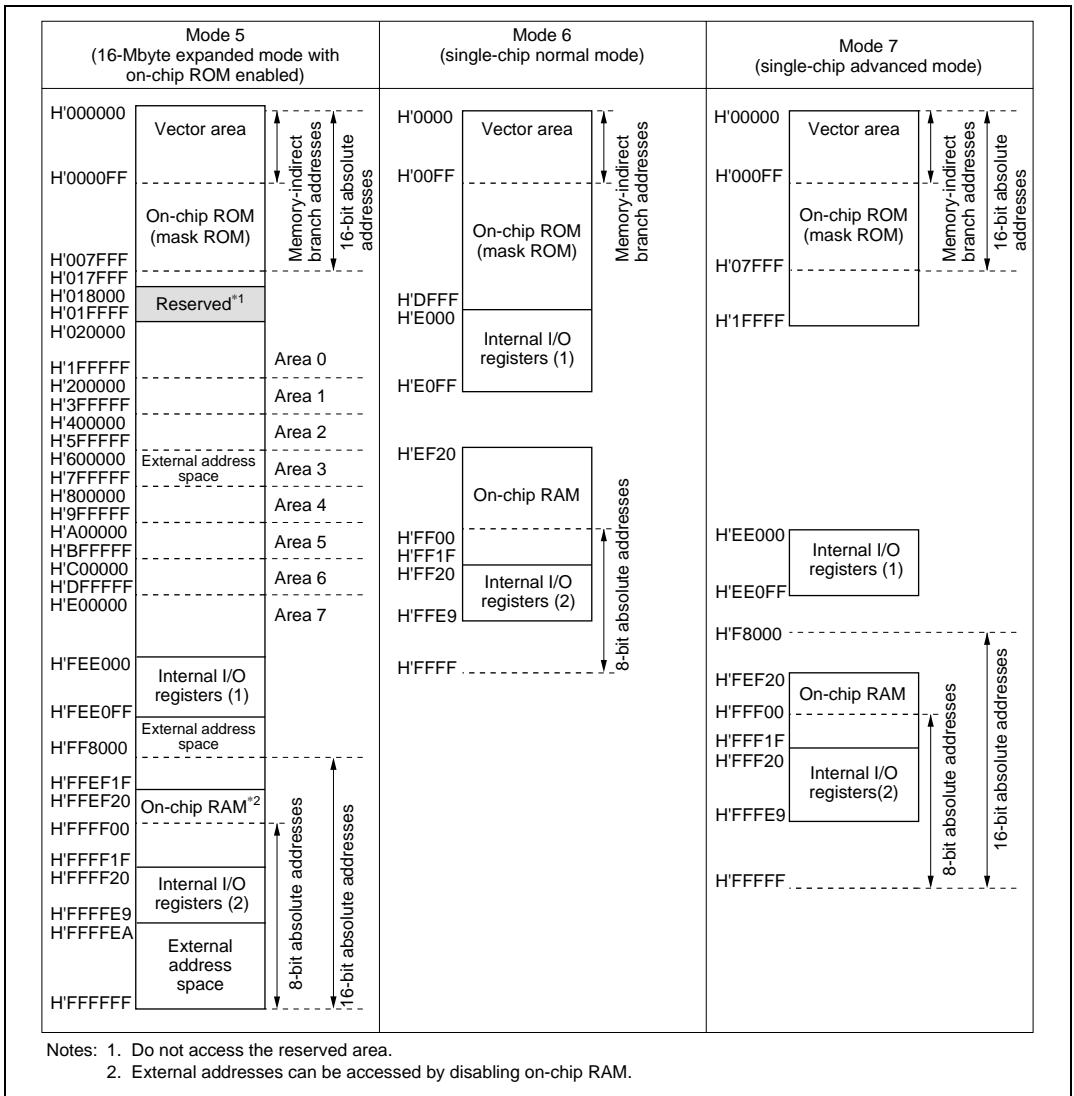 Mode 5
(16-Mbyte expanded mode with
on-chip ROM enabled)
H'000000
Vector area
H'0000FF
On-chip ROM
(mask ROM)
H'007FFF
H'017FFF
H'018000
Reserved*1
H'01FFFF
H'020000
Memory-indirect
branch addresses
16-bit absolute
addresses
H'1FFFFF
Area 0
H'200000
H'3FFFFF
Area 1
H'400000
H'5FFFFF
Area 2
H'600000
External address
space
H'7FFFFF
Area 3
H'800000
H'9FFFFF
Area 4
H'A00000
H'BFFFFF
Area 5
H'C00000
H'DFFFFF
Area 6
H'E00000
Area 7
H'FEE000
Internal I/O
registers (1)
H'FEE0FF
External address
space
H'FF8000
H'FFEF1F
H'FFEF20
On-chip RAM*2
H'FFFF00
H'FFFF1F
H'FFFF20
Internal I/O
registers (2)
H'FFFFE9
H'FFFFEA
External
address
space
H'FFFFFF
8-bit absolute addresses
16-bit absolute addresses
Mode 6
(single-chip normal mode)
H'0000
Vector area
H'00FF
On-chip ROM
(mask ROM)
Memory-indirect
branch addresses
H'DFFF
H'E000
Internal I/O
registers (1)
H'E0FF
H'EF20
On-chip RAM
H'FF00
H'FF1F
H'FF20
Internal I/O
registers (2)
H'FFE9
H'FFFF
8-bit absolute addresses
Mode 7
(single-chip advanced mode)
H'00000
Vector area
H'000FF
On-chip ROM
(mask ROM)
H'07FFF
Memory-indirect
branch addresses
16-bit absolute
addresses
H'1FFFF
H'EE000
Internal I/O
registers (1)
H'EE0FF
H'F8000
H'FEF20
On-chip RAM
H'FFF00
H'FFF1F
H'FFF20
Internal I/O
registers(2)
H'FFFE9
H'FFFFF
8-bit absolute addresses
16-bit absolute addresses
Notes: 1. Do not access the reserved area.
2. External addresses can be accessed by disabling on-chip RAM.